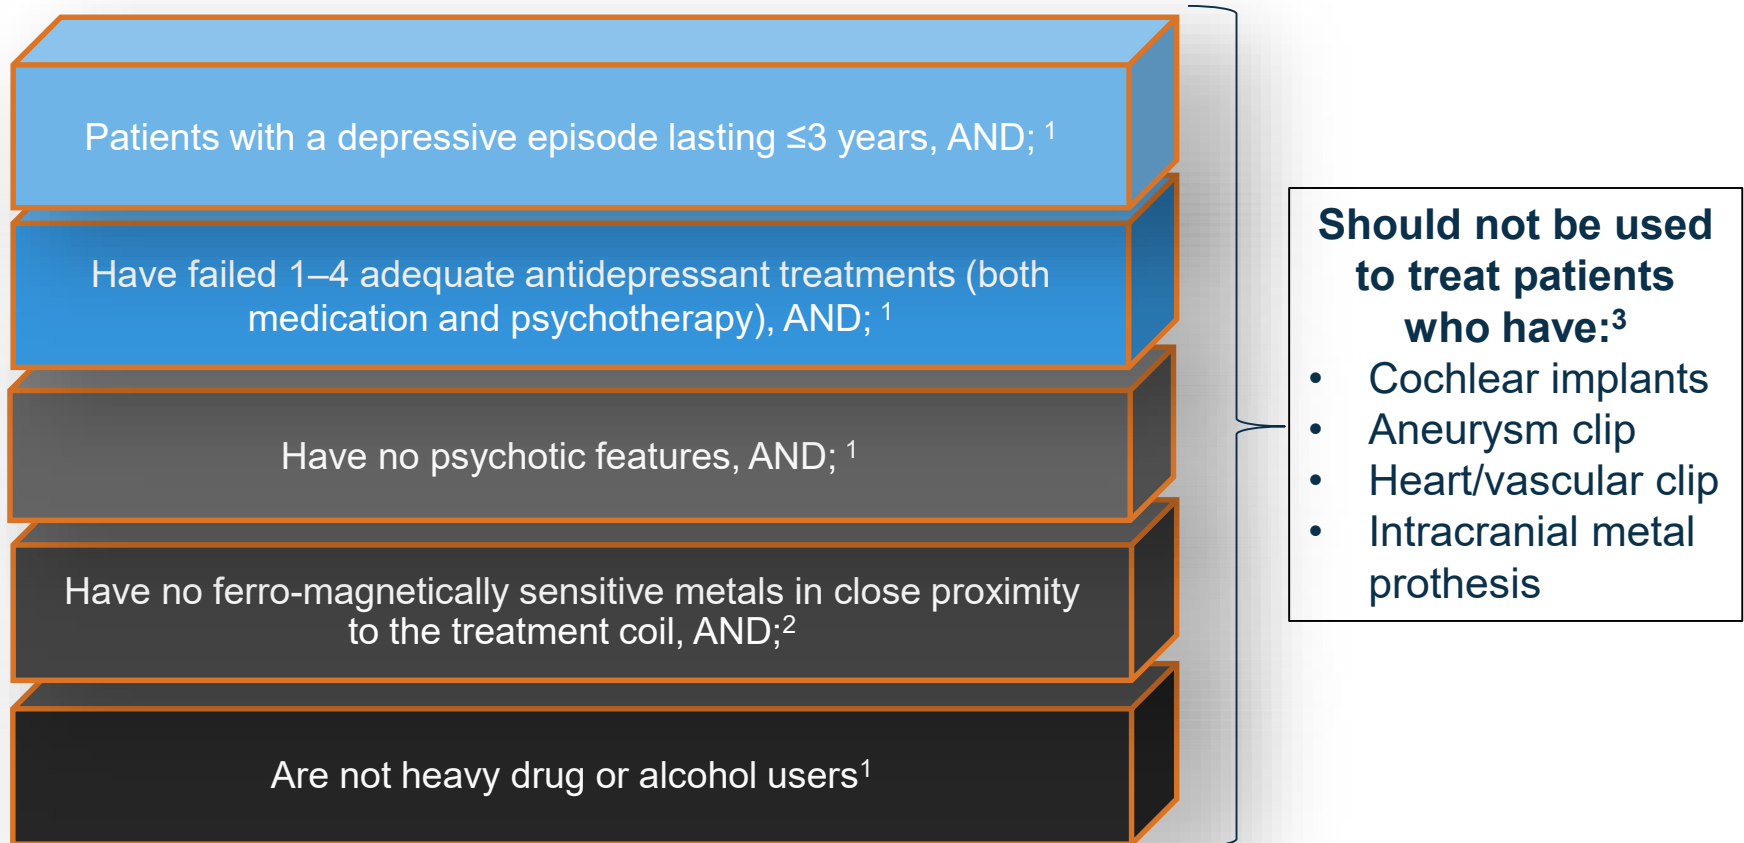 Patients with a depressive episode lasting ≤3 years, AND; 1
Have failed 1–4 adequate antidepressant treatments (both
medication and psychotherapy), AND; 1
Have no psychotic features, AND; 1
Have no ferro-magnetically sensitive metals in close proximity
to the treatment coil, AND;2
Are not heavy drug or alcohol users1
Should not be used
to treat patients
who have:3
• Cochlear implants
• Aneurysm clip
• Heart/vascular clip
• Intracranial metal
prothesis